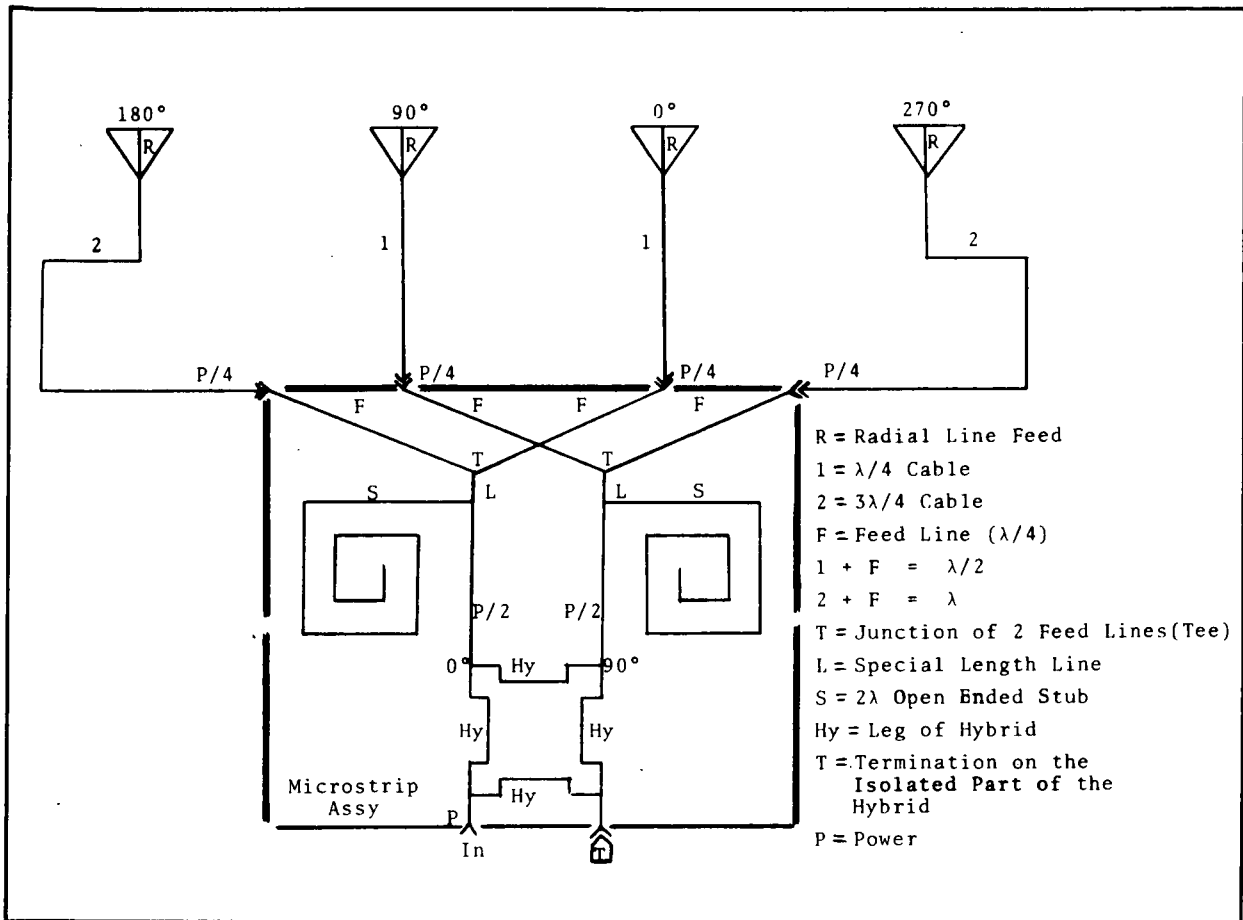 180° 90° 0° 270°
R R R R
2 1 1 2
P/4 P/4 P/4 P/4
F F F F
T T
S L L S
P/2 P/2
0° Hy 90°
Hy Hy
Hy
Microstrip
Assy
P
In T
R = Radial Line Feed
1 = λ/4 Cable
2 = 3λ/4 Cable
F = Feed Line (λ/4)
1 + F = λ/2
2 + F = λ
T = Junction of 2 Feed Lines(Tee)
L = Special Length Line
S = 2λ Open Ended Stub
Hy = Leg of Hybrid
T = Termination on the
Isolated Part of the
Hybrid
P = Power